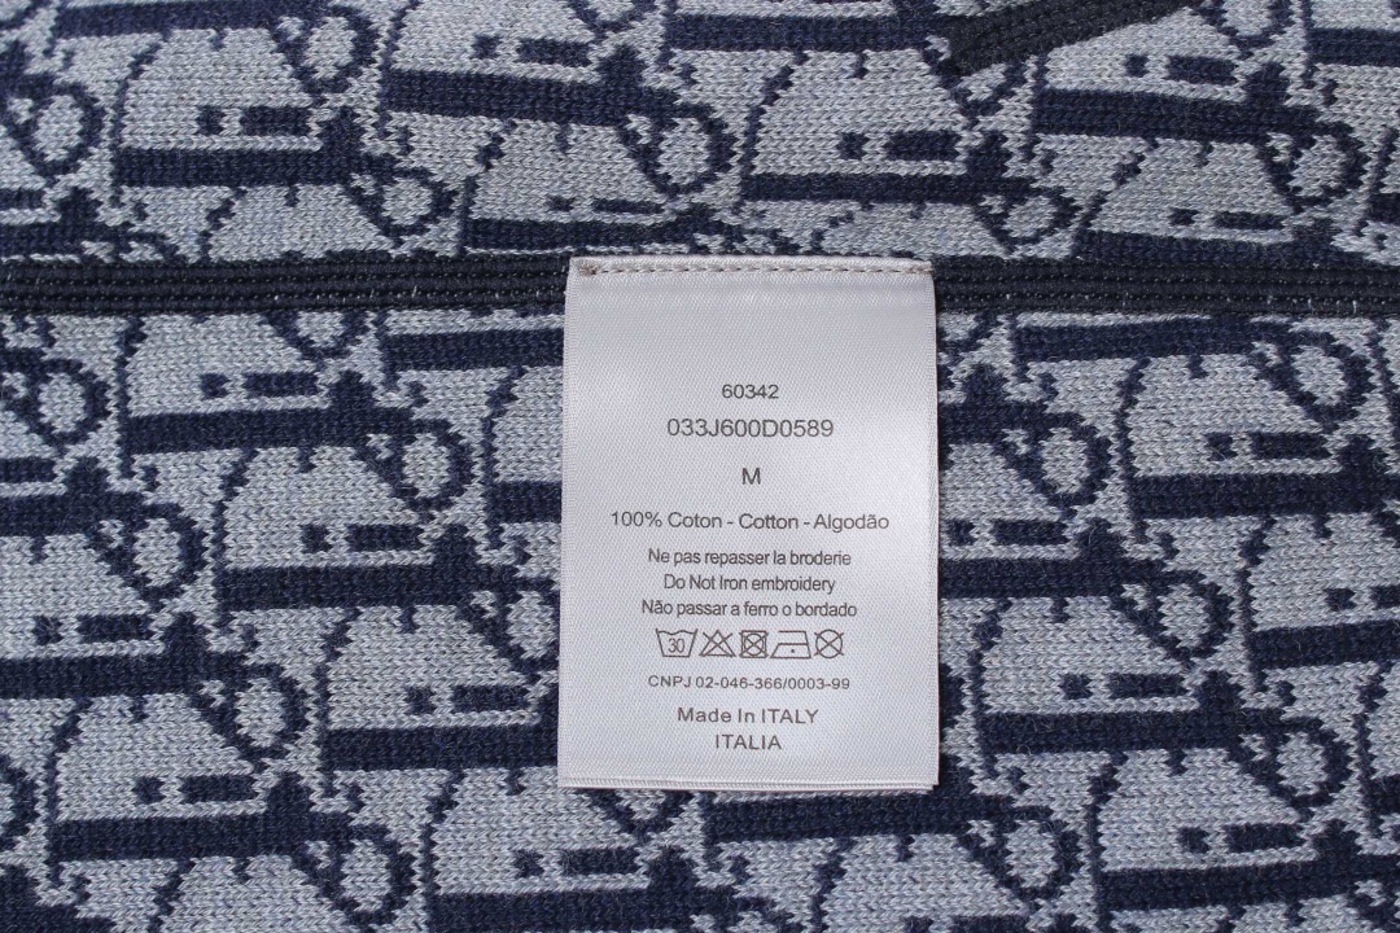 60342
033J600D0589
M
100% Coton - Cotton - Algodão
Ne pas repasser la broderie
Do Not Iron embroidery
Não passar a ferro o bordado
30
CNPJ 02-046-366/0003-99
Made In ITALY
ITALIA